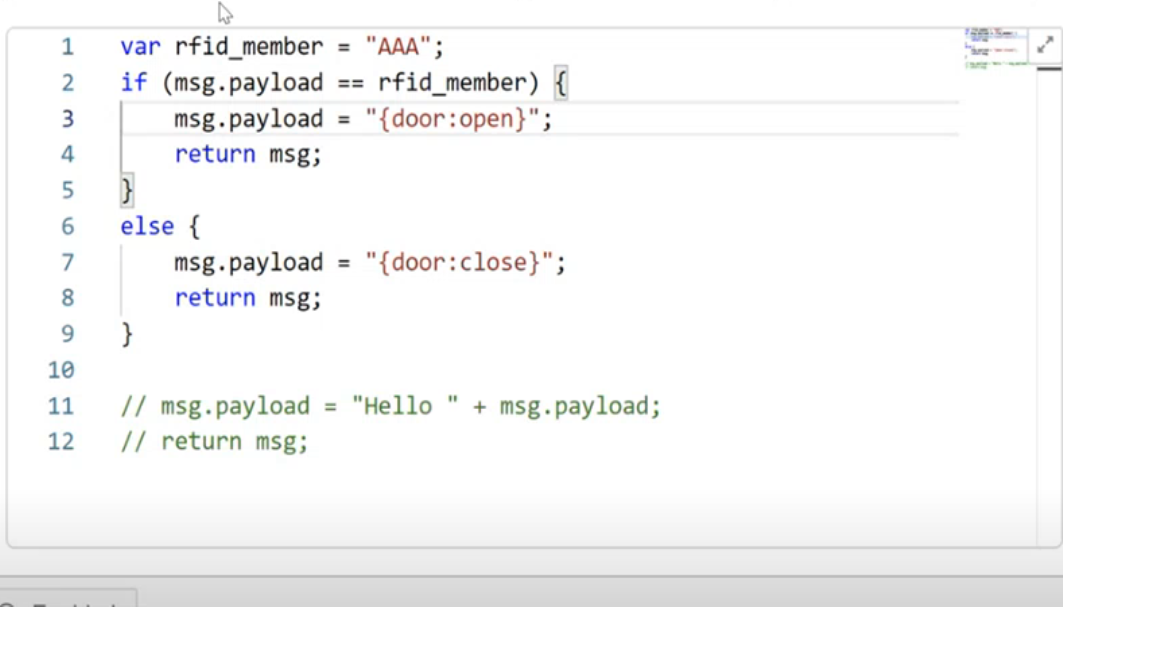 1 var rfid_member = "AAA";
2 if (msg.payload == rfid_member) {
3 msg.payload = "{door:open}";
4 return msg;
5 }
6 else {
7 msg.payload = "{door:close}";
8 return msg;
9 }
10
11 // msg.payload = "Hello " + msg.payload;
12 // return msg;